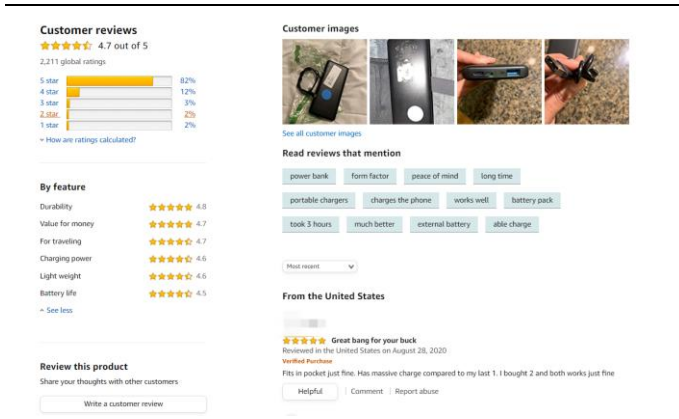 Customer reviews
4.7 out of 5
2,211 global ratings
5 star 82%
4 star 12%
3 star 3%
2 star 2%
1 star 2%
How are ratings calculated?
By feature
Durability 4.8
Value for money 4.7
For traveling 4.7
Charging power 4.6
Light weight 4.6
Battery life 4.5
See less
Review this product
Share your thoughts with other customers
Write a customer review
Customer images
See all customer images
Read reviews that mention
power bank form factor peace of mind long time
portable chargers charges the phone works well battery pack
took 3 hours much better external battery able charge
Most recent
From the United States
Great bang for your buck
Reviewed in the United States on August 28, 2020
Verified Purchase
Fits in pocket just fine. Has massive charge compared to my last 1. I bought 2 and both works just fine
Helpful | Comment | Report abuse